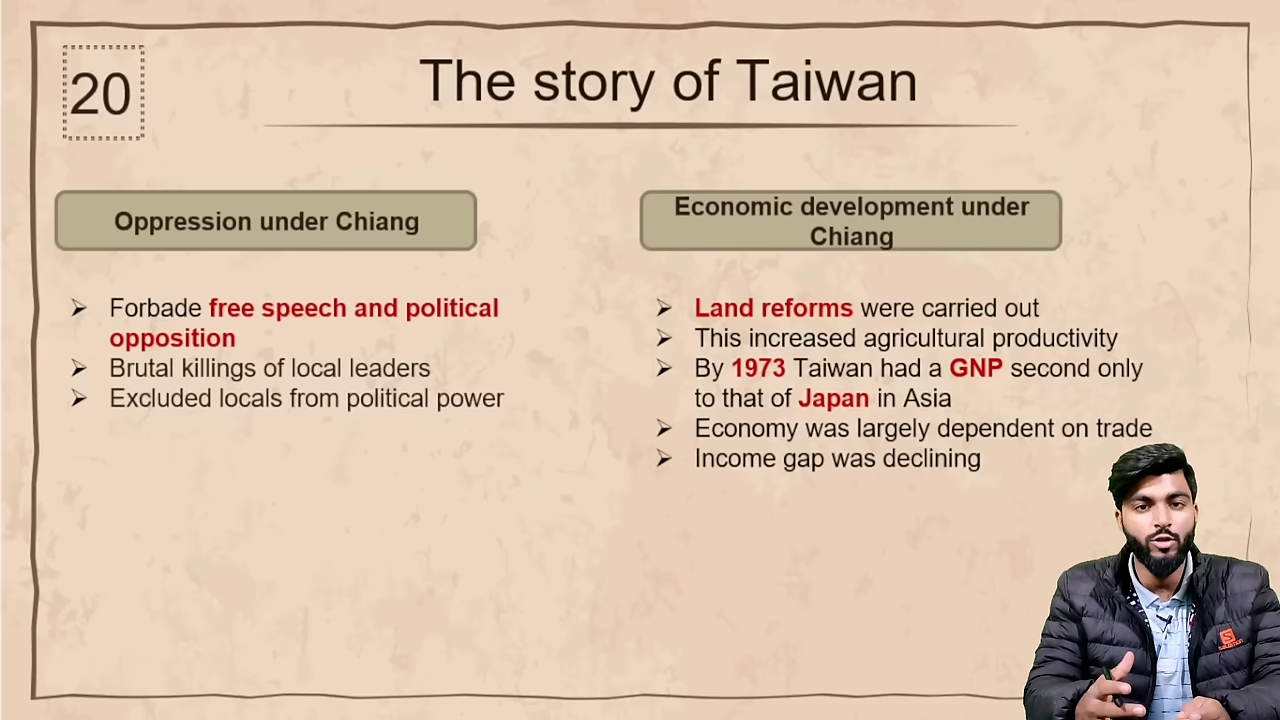 20
The story of Taiwan
Oppression under Chiang
➢ Forbade free speech and political
opposition
➢ Brutal killings of local leaders
➢ Excluded locals from political power
Economic development under
Chiang
➢ Land reforms were carried out
➢ This increased agricultural productivity
➢ By 1973 Taiwan had a GNP second only
to that of Japan in Asia
➢ Economy was largely dependent on trade
➢ Income gap was declining
S
SALOMON